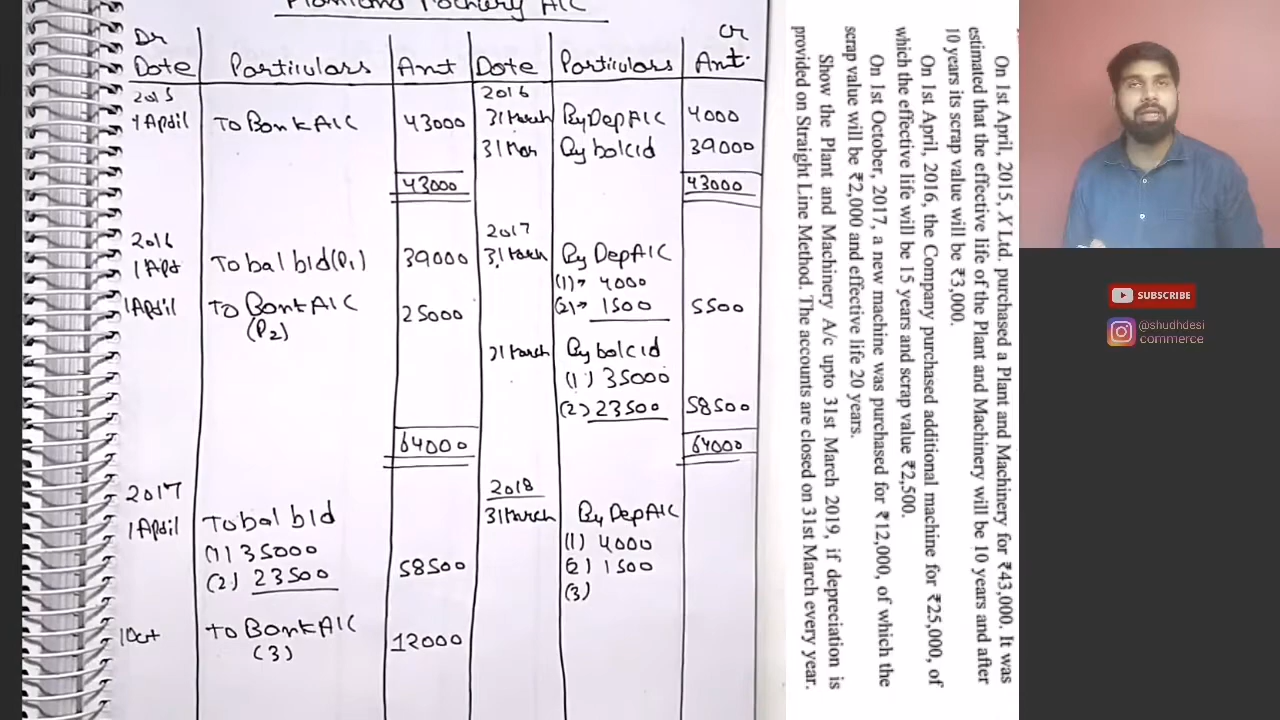 Plant and Machinery A/C
Dr
Cr
Date Particulars Amt Date Particulars Amt.
2015 2016
1 April To Bank A/C 43000 31 March By Dep A/C 4000
31 Mar By bal c/d 39000
43000 43000
2016 2017
1 Apr To bal b/d (P1) 39000 31 March By Dep A/C
(1) → 4000
1 April To Bank A/C 25000 (2) → 1500 5500
(P2)
31 March By bal c/d
(1) 35000
(2) 23500 58500
64000 64000
2017 2018
1 April To bal b/d 31 March By Dep A/C
(1) 35000 (1) 4000
(2) 23500 58500 (2) 1500
(3)
1 Oct To Bank A/C 12000
(3)
On 1st April, 2015, X Ltd. purchased a Plant and Machinery for ₹43,000. It was
estimated that the effective life of the Plant and Machinery will be 10 years and after
10 years its scrap value will be ₹3,000.
On 1st April, 2016, the Company purchased additional machine for ₹25,000, of
which the effective life will be 15 years and scrap value ₹2,500.
On 1st October, 2017, a new machine was purchased for ₹12,000, of which the
scrap value will be ₹2,000 and effective life 20 years.
Show the Plant and Machinery A/c upto 31st March 2019, if depreciation is
provided on Straight Line Method. The accounts are closed on 31st March every year.
SUBSCRIBE
@shudhdesi
commerce